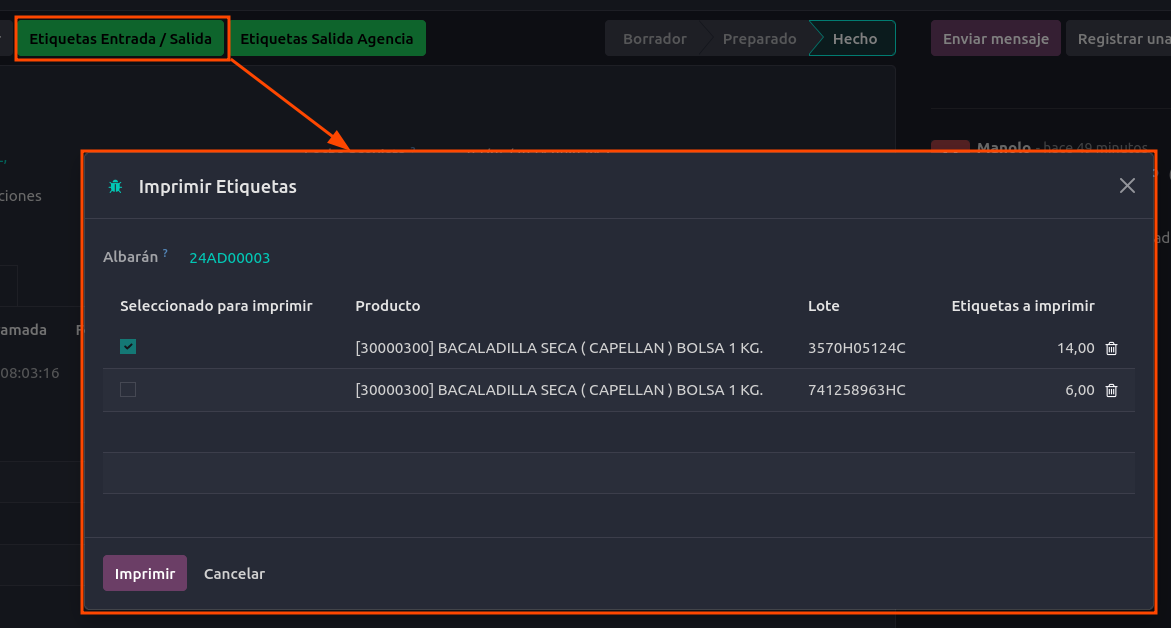 Etiquetas Entrada / Salida
Etiquetas Salida Agencia
Borrador
Preparado
Hecho
Enviar mensaje
Registrar una
Manolo - hace 49 minutos
ciones
Imprimir Etiquetas
Albarán ? 24AD00003
Seleccionado para imprimir Producto Lote Etiquetas a imprimir
[30000300] BACALADILLA SECA ( CAPELLAN ) BOLSA 1 KG. 3570H05124C 14,00
[30000300] BACALADILLA SECA ( CAPELLAN ) BOLSA 1 KG. 741258963HC 6,00
amada
08:03:16
ad
Imprimir
Cancelar